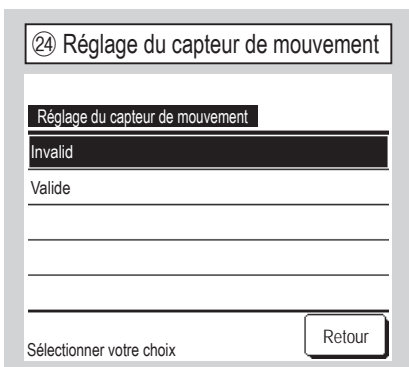 ㉔ Réglage du capteur de mouvement
Réglage du capteur de mouvement
Invalid
Valide
Sélectionner votre choix
Retour